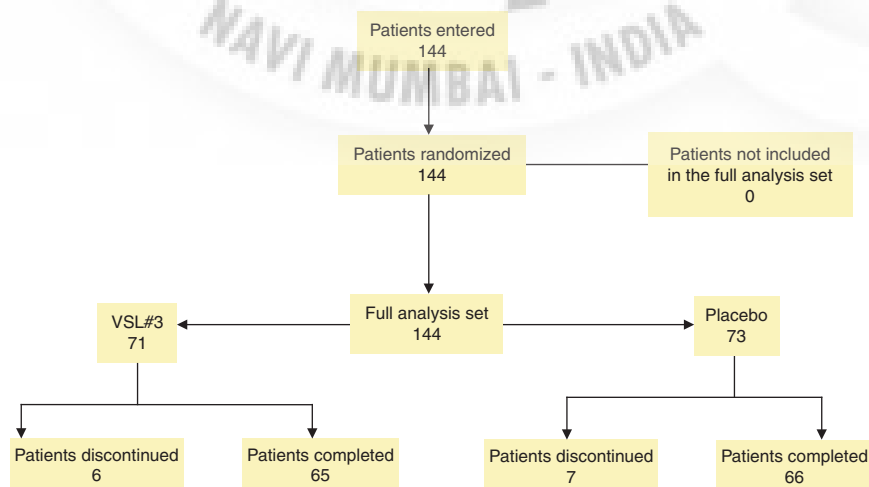 Patients entered
144
NAVI MUMBAI - INDIA
Patients randomized
144
Patients not included
in the full analysis set
0
VSL#3
71
Full analysis set
144
Placebo
73
Patients discontinued
6
Patients completed
65
Patients discontinued
7
Patients completed
66